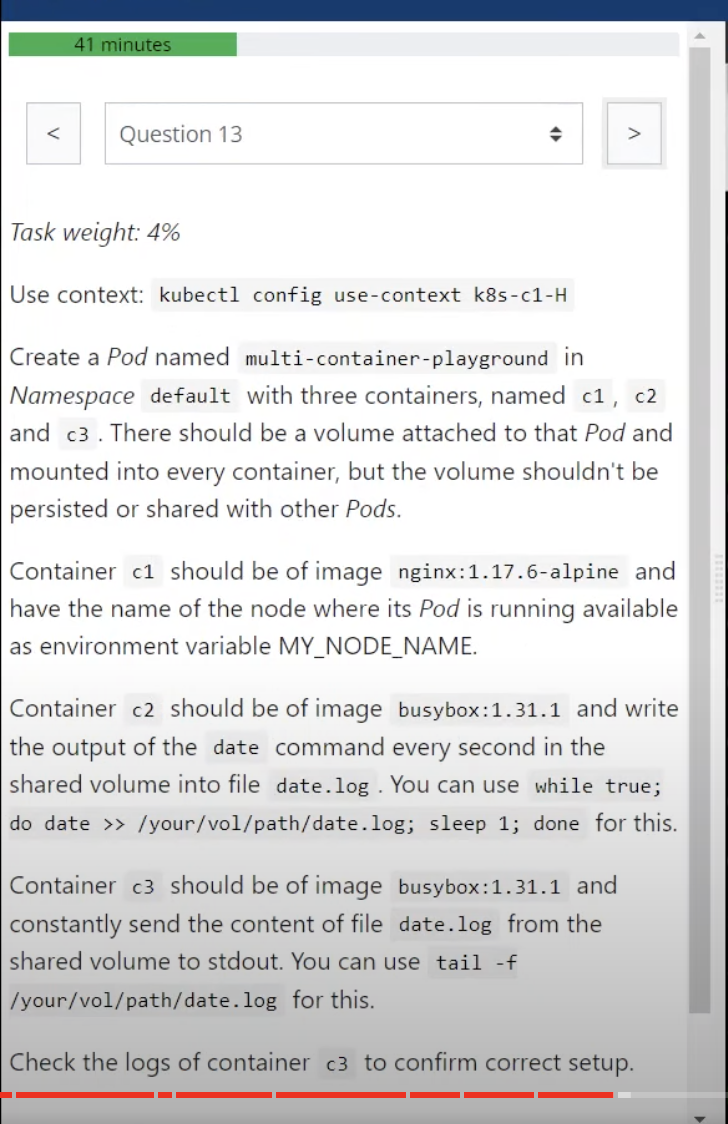 41 minutes
<
Question 13
>
Task weight: 4%
Use context: kubectl config use-context k8s-c1-H
Create a Pod named multi-container-playground in
Namespace default with three containers, named c1 , c2
and c3 . There should be a volume attached to that Pod and
mounted into every container, but the volume shouldn't be
persisted or shared with other Pods.
Container c1 should be of image nginx:1.17.6-alpine and
have the name of the node where its Pod is running available
as environment variable MY_NODE_NAME.
Container c2 should be of image busybox:1.31.1 and write
the output of the date command every second in the
shared volume into file date.log . You can use while true;
do date >> /your/vol/path/date.log; sleep 1; done for this.
Container c3 should be of image busybox:1.31.1 and
constantly send the content of file date.log from the
shared volume to stdout. You can use tail -f
/your/vol/path/date.log for this.
Check the logs of container c3 to confirm correct setup.